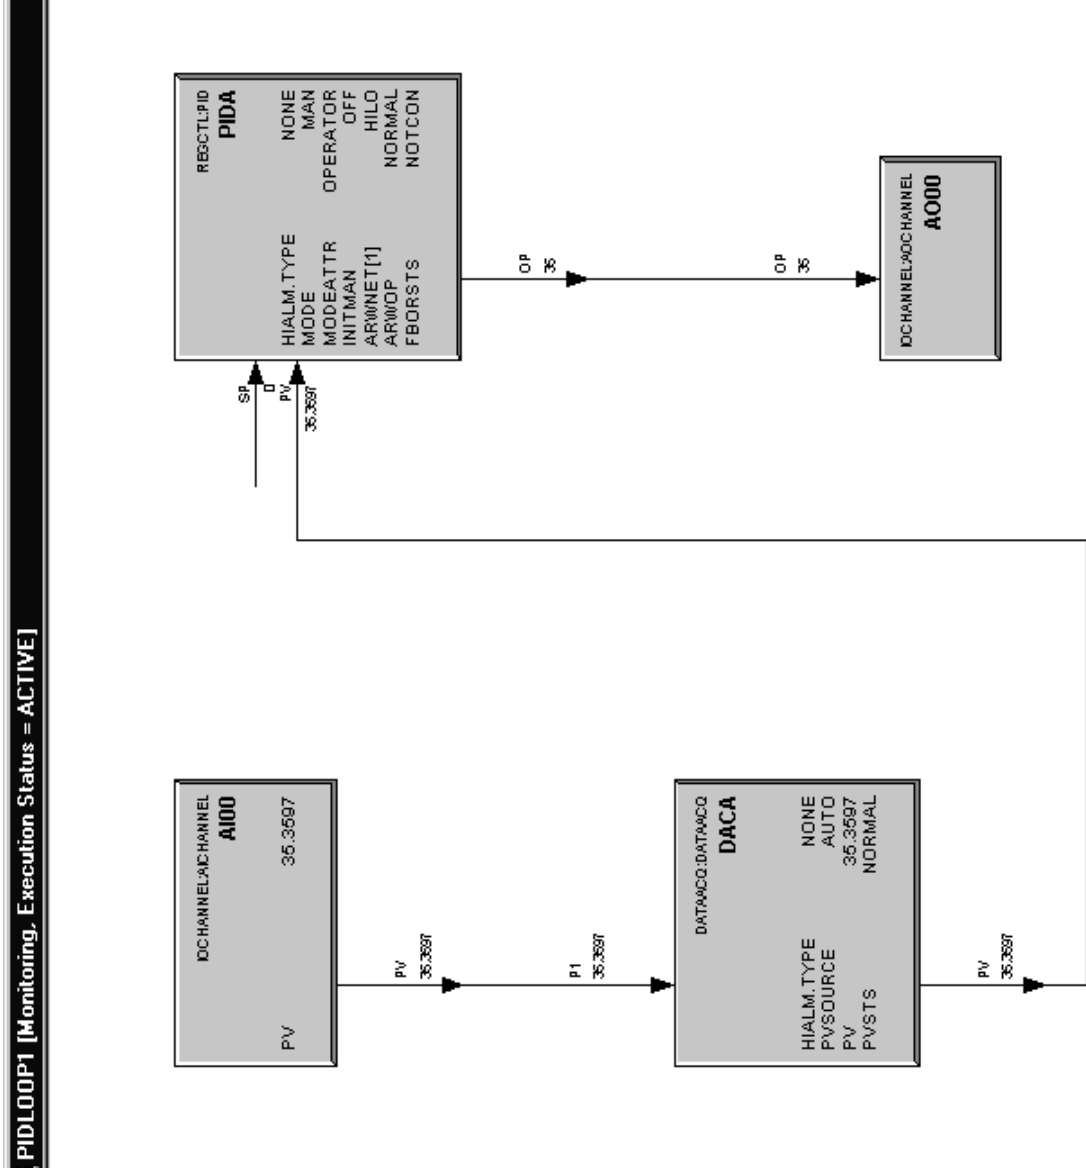 PIDLOOP1 [Monitoring, Execution Status = ACTIVE]
IOCHANNEL:AICHANNEL
AI00
PV 35.3597
PV
35.3597
P1
35.3597
DATAACQ:DATAACQ
DACA
HIALM.TYPE NONE
PVSOURCE AUTO
PV 35.3597
PVSTS NORMAL
PV
35.3597
SP
0
PV
35.3597
REGCTL:PID
PIDA
HIALM.TYPE NONE
MODE MAN
MODEATTR OPERATOR
INITMAN OFF
ARWNET[1] HILO
ARWOP NORMAL
FBORSTS NOTCON
OP
35
OP
35
IOCHANNEL:AOCHANNEL
AO00